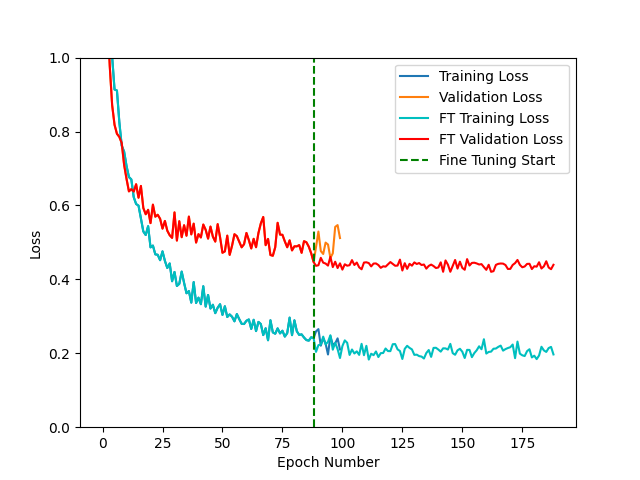 1.0
0.8
0.6
0.4
0.2
0.0
Loss
0
25
50
75
100
125
150
175
Epoch Number
Training Loss
Validation Loss
FT Training Loss
FT Validation Loss
Fine Tuning Start